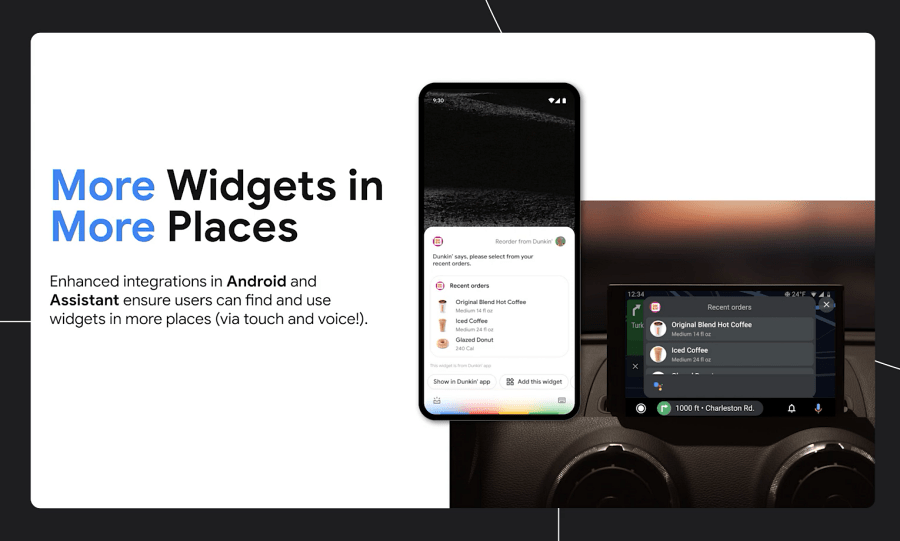 More Widgets in
More Places
Enhanced integrations in Android and
Assistant ensure users can find and use
widgets in more places (via touch and voice!).
9:30
Reorder from Dunkin'
Dunkin' says, please select from your
recent orders.
Recent orders
Original Blend Hot Coffee
Medium 14 fl oz
Iced Coffee
Medium 24 fl oz
Glazed Donut
240 Cal
This widget is from Dunkin' app
Show in Dunkin' app
Add this widget
12:34
24°F
Recent orders
Turk
Original Blend Hot Coffee
Medium 14 fl oz
Iced Coffee
Medium 24 fl oz
1000 ft • Charleston Rd.